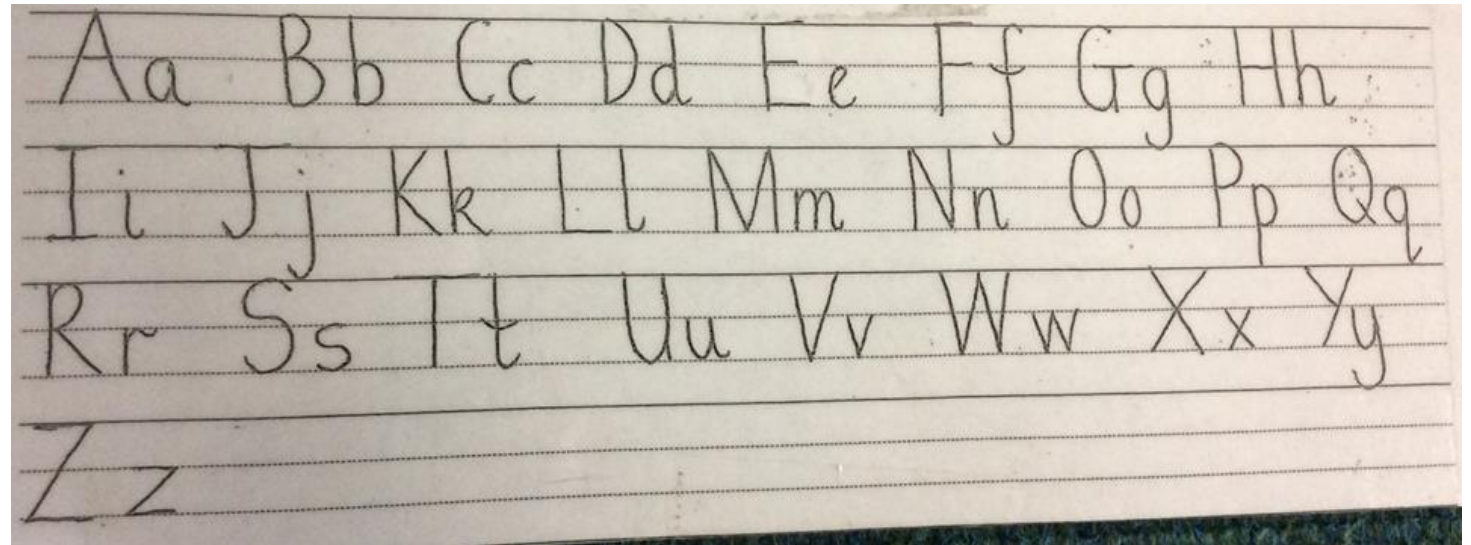 Aa Bb Cc Dd Ee Ff Gg Hh
Ii Jj Kk Ll Mm Nn Oo Pp Qq
Rr Ss Tt Uu Vv Ww Xx Yy
Zz